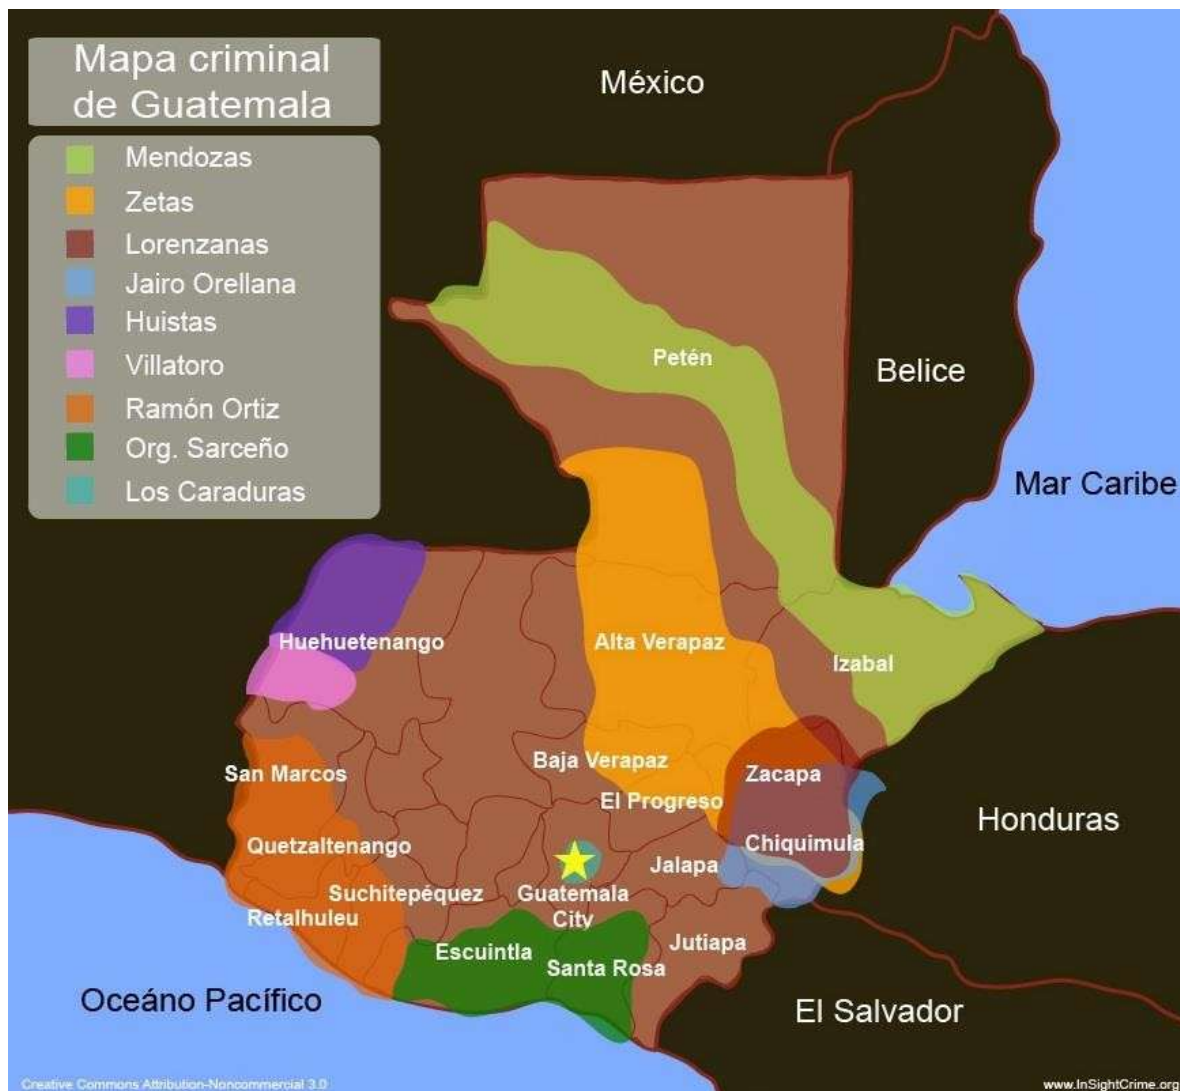 Mapa criminal
de Guatemala
Mendozas
Zetas
Lorenzanas
Jairo Orellana
Huistas
Villatoro
Ramón Ortiz
Org. Sarceño
Los Caraduras
México
Belice
Petén
Mar Caribe
Huehuetenango
Alta Verapaz
Izabal
Baja Verapaz
San Marcos
Zacapa
El Progreso
Honduras
Quetzaltenango
Chiquimula
Jalapa
Suchitepéquez
Guatemala
City
Retalhuleu
Jutiapa
Escuintla
Santa Rosa
Oceáno Pacífico
El Salvador
Creative Commons Attribution-Noncommercial 3.0
www.InSightCrime.org